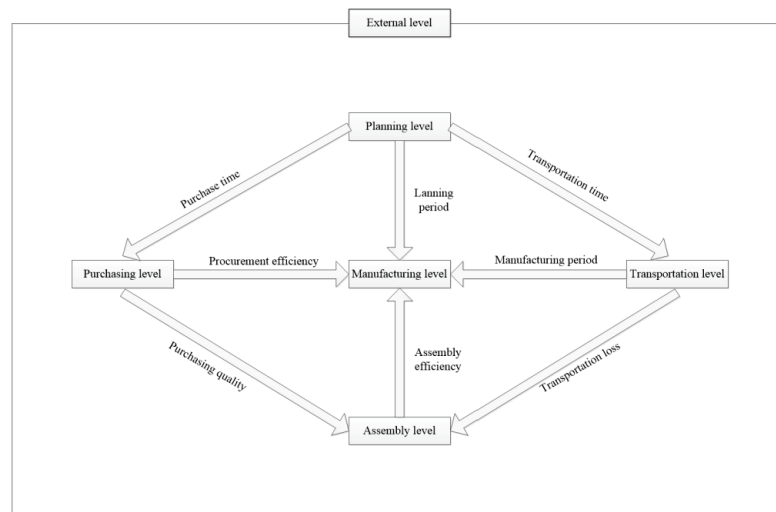 External level
Planning level
Purchase time
Transportation time
Lanning
period
Procurement efficiency
Manufacturing period
Purchasing level
Manufacturing level
Transportation level
Purchasing quality
Assembly
efficiency
Transportation loss
Assembly level